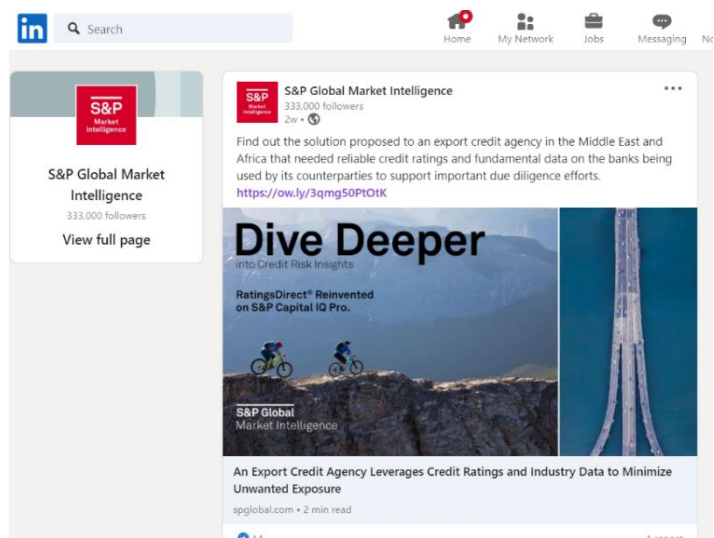 in
Search
Home
My Network
Jobs
Messaging
No
S&P
Market
Intelligence
S&P Global Market
Intelligence
333,000 followers
View full page
S&P
Market
Intelligence
S&P Global Market Intelligence
333,000 followers
2w •
Find out the solution proposed to an export credit agency in the Middle East and
Africa that needed reliable credit ratings and fundamental data on the banks being
used by its counterparties to support important due diligence efforts.
https://ow.ly/3qmg50PtOtK
Dive Deeper
into Credit Risk Insights
RatingsDirect® Reinvented
on S&P Capital IQ Pro.
S&P Global
Market Intelligence
An Export Credit Agency Leverages Credit Ratings and Industry Data to Minimize
Unwanted Exposure
spglobal.com • 2 min read